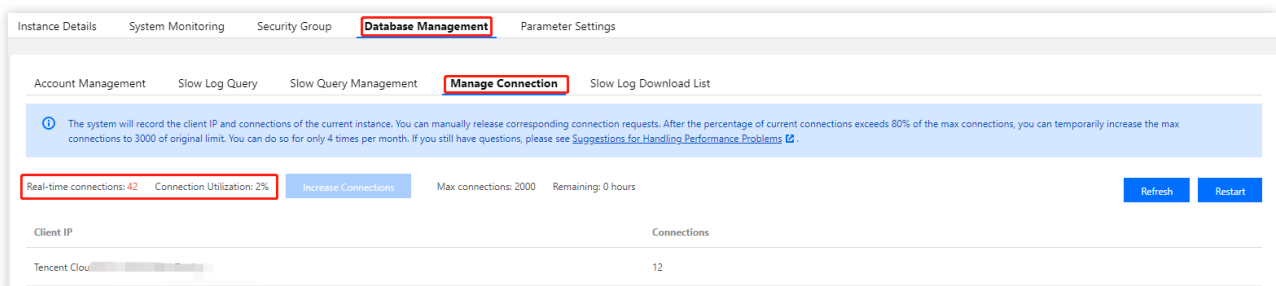 Instance Details System Monitoring Security Group Database Management Parameter Settings
Account Management Slow Log Query Slow Query Management Manage Connection Slow Log Download List
The system will record the client IP and connections of the current instance. You can manually release corresponding connection requests. After the percentage of current connections exceeds 80% of the max connections, you can temporarily increase the max
connections to 3000 of original limit. You can do so for only 4 times per month. If you still have questions, please see Suggestions for Handling Performance Problems .
Real-time connections: 42 Connection Utilization: 2% Increase Connections Max connections: 2000 Remaining: 0 hours Refresh Restart
Client IP Connections
Tencent 12